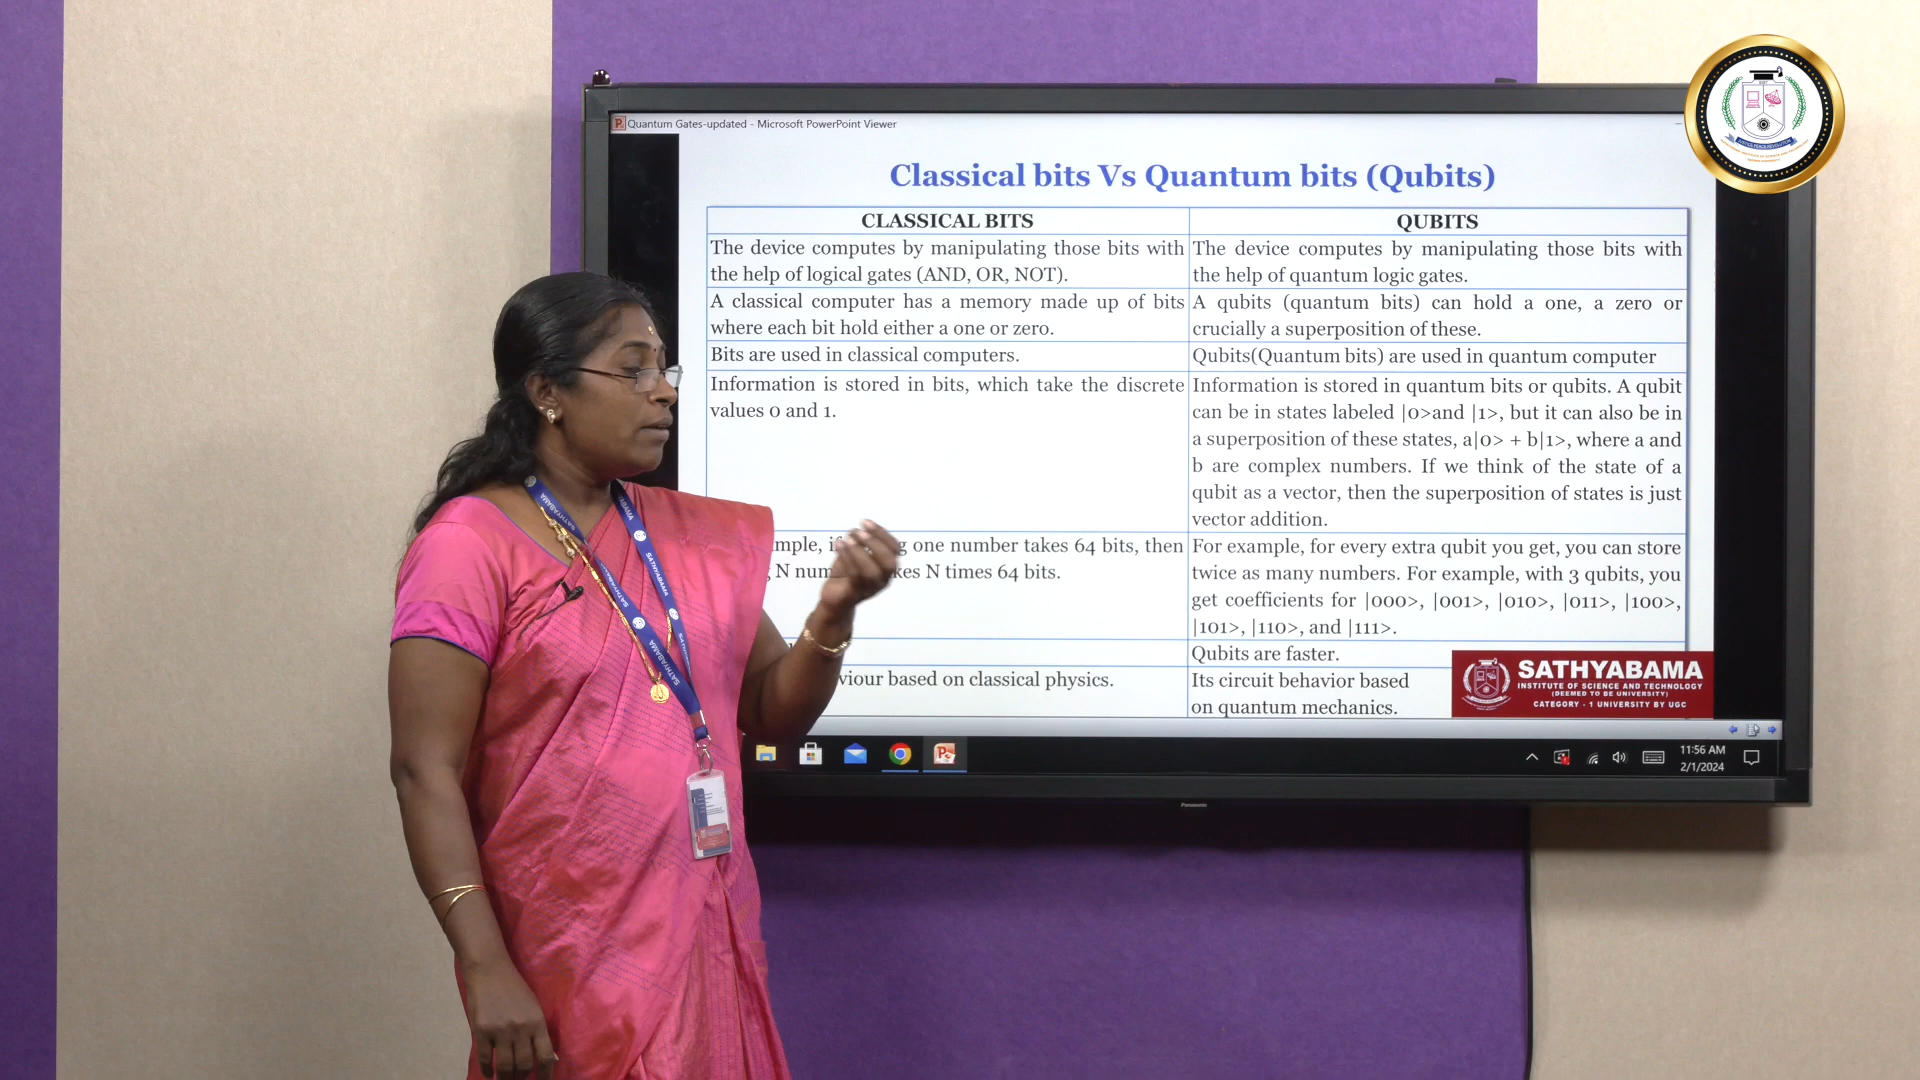 Quantum Gates-updated - Microsoft PowerPoint Viewer
Classical bits Vs Quantum bits (Qubits)
CLASSICAL BITS
QUBITS
The device computes by manipulating those bits with
the help of logical gates (AND, OR, NOT).
The device computes by manipulating those bits with
the help of quantum logic gates.
A classical computer has a memory made up of bits
where each bit hold either a one or zero.
A qubits (quantum bits) can hold a one, a zero or
crucially a superposition of these.
Bits are used in classical computers.
Qubits(Quantum bits) are used in quantum computer
Information is stored in bits, which take the discrete
values 0 and 1.
Information is stored in quantum bits or qubits. A qubit
can be in states labeled |0>and |1>, but it can also be in
a superposition of these states, a|0> + b|1>, where a and
b are complex numbers. If we think of the state of a
qubit as a vector, then the superposition of states is just
vector addition.
one number takes 64 bits, then
N times 64 bits.
For example, for every extra qubit you get, you can store
twice as many numbers. For example, with 3 qubits, you
get coefficients for |000>, |001>, |010>, |011>, |100>,
|101>, |110>, and |111>.
Qubits are faster.
based on classical physics.
Its circuit behavior based
on quantum mechanics.
SATHYABAMA
INSTITUTE OF SCIENCE AND TECHNOLOGY
(DEEMED TO BE UNIVERSITY)
CATEGORY - 1 UNIVERSITY BY UGC
11:56 AM
2/1/2024
Panasonic
SATHYABAMA
SATHYABAMA
SATHYABAMA
SATHYABAMA